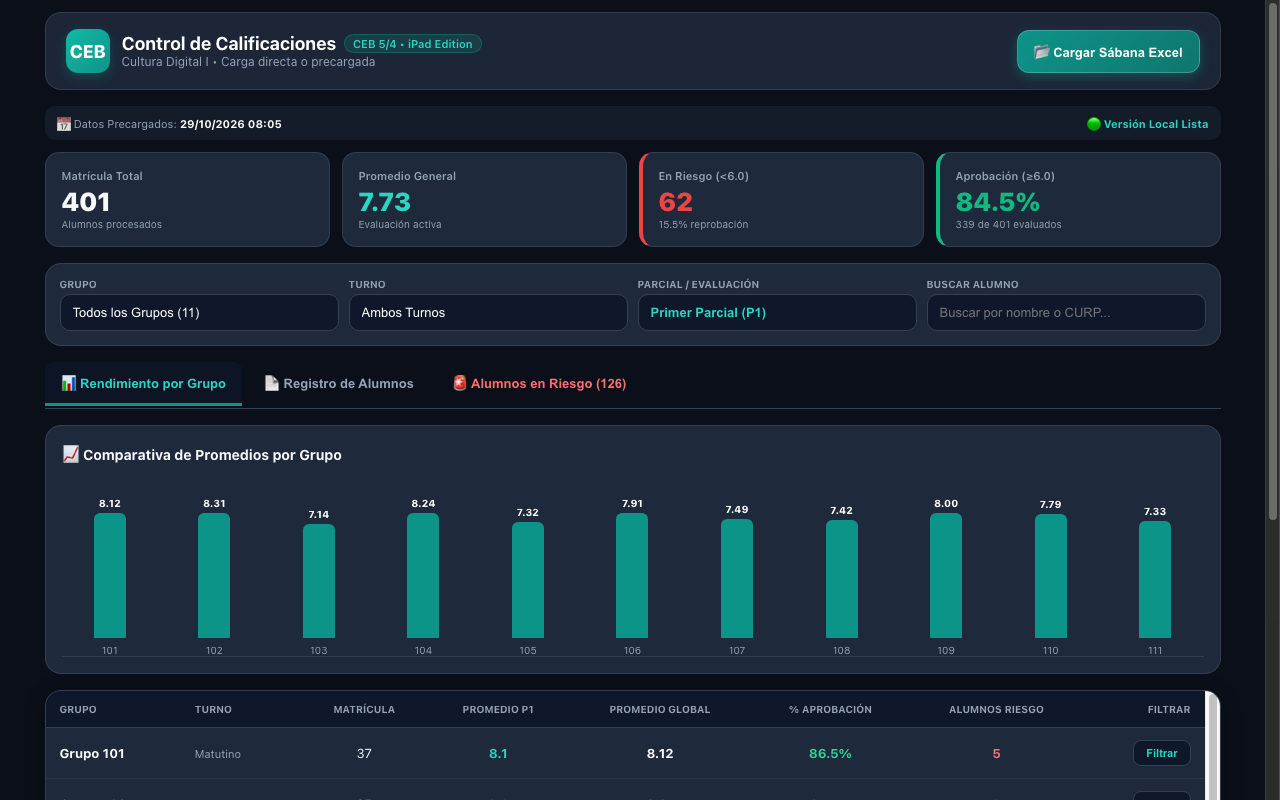 CEB
Control de Calificaciones
CEB 5/4 • iPad Edition
Cultura Digital I • Carga directa o precargada
Cargar Sábana Excel
Datos Precargados: 29/10/2026 08:05
Versión Local Lista
Matrícula Total
401
Alumnos procesados
Promedio General
7.73
Evaluación activa
En Riesgo (<6.0)
62
15.5% reprobación
Aprobación (≥6.0)
84.5%
339 de 401 evaluados
GRUPO
Todos los Grupos (11)
TURNO
Ambos Turnos
PARCIAL / EVALUACIÓN
Primer Parcial (P1)
BUSCAR ALUMNO
Buscar por nombre o CURP...
Rendimiento por Grupo
Registro de Alumnos
Alumnos en Riesgo (126)
Comparativa de Promedios por Grupo
8.12 8.31 7.14 8.24 7.32 7.91 7.49 7.42 8.00 7.79 7.33
101 102 103 104 105 106 107 108 109 110 111
GRUPO TURNO MATRÍCULA PROMEDIO P1 PROMEDIO GLOBAL % APROBACIÓN ALUMNOS RIESGO FILTRAR
Grupo 101 Matutino 37 8.1 8.12 86.5% 5 Filtrar